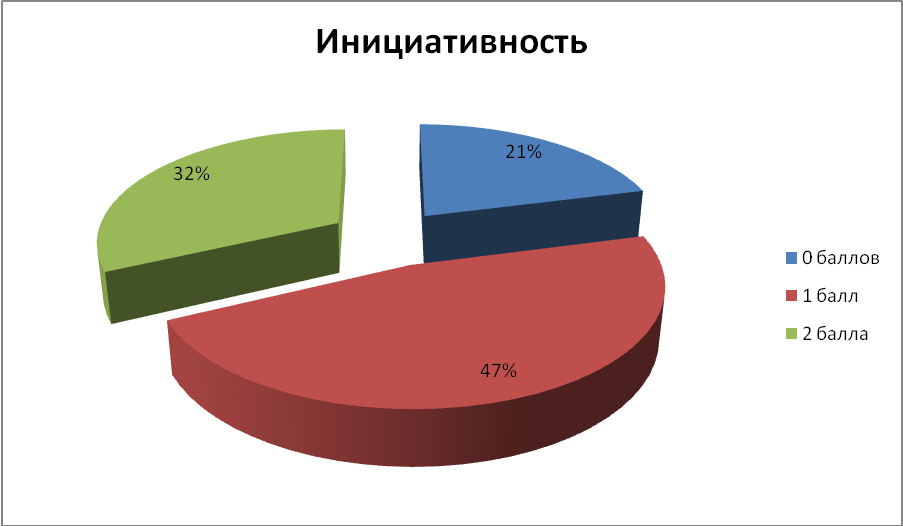 Инициативность
21%
32%
47%
0 баллов
1 балл
2 балла